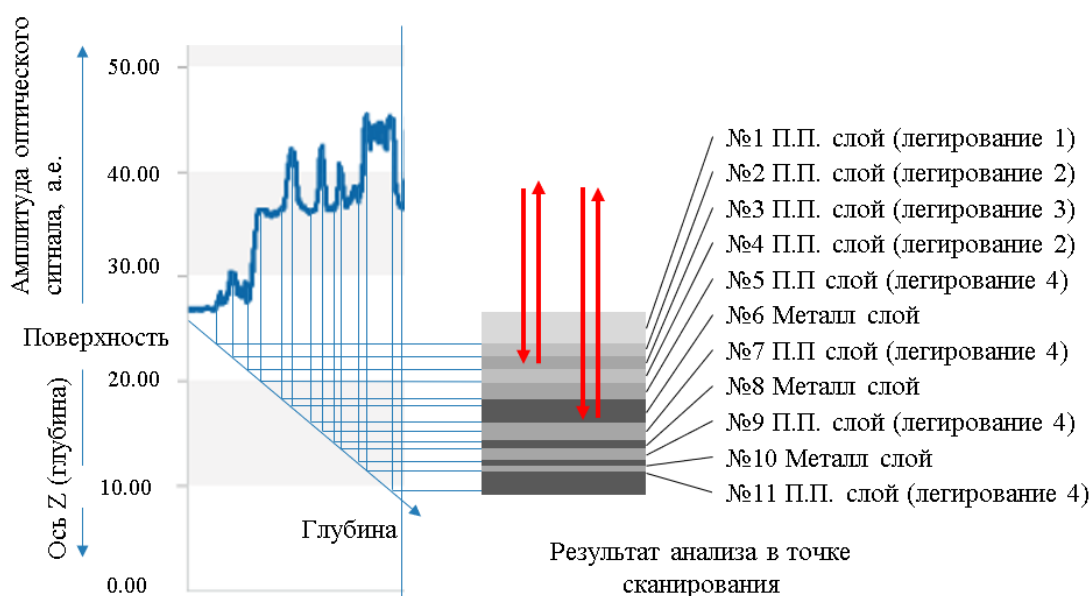 Амплитуда оптического
сигнала, а.е.
50.00
40.00
30.00
Поверхность
20.00
10.00
0.00
Ось Z (глубина)
Глубина
№1 П.П. слой (легирование 1)
№2 П.П. слой (легирование 2)
№3 П.П. слой (легирование 3)
№4 П.П. слой (легирование 2)
№5 П.П слой (легирование 4)
№6 Металл слой
№7 П.П слой (легирование 4)
№8 Металл слой
№9 П.П. слой (легирование 4)
№10 Металл слой
№11 П.П. слой (легирование 4)
Результат анализа в точке
сканирования